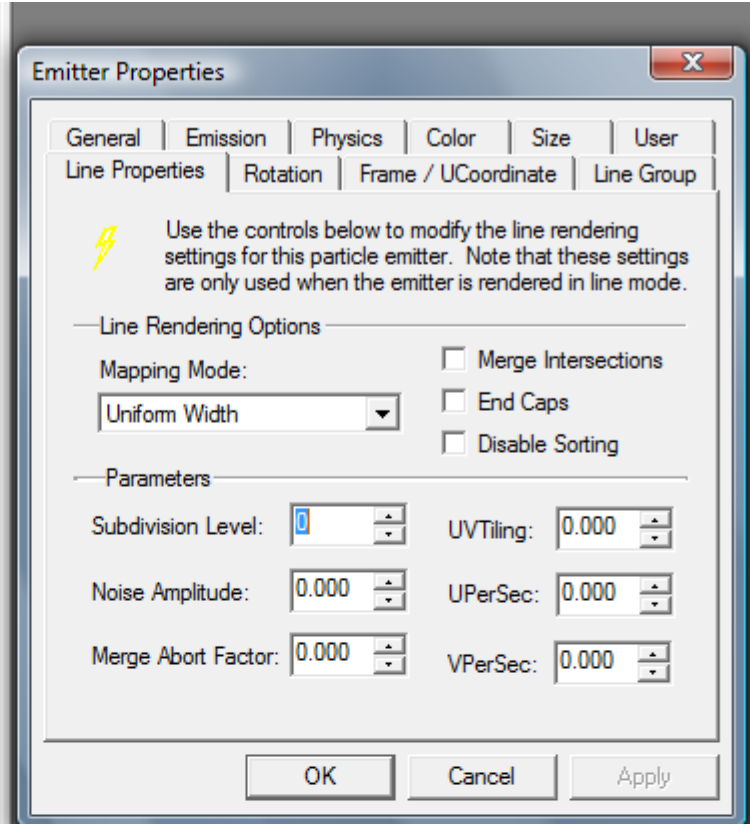 Emitter Properties
General Emission Physics Color Size User
Line Properties Rotation Frame / UCoordinate Line Group
Use the controls below to modify the line rendering
settings for this particle emitter. Note that these settings
are only used when the emitter is rendered in line mode.
Line Rendering Options
Mapping Mode:
Uniform Width
Merge Intersections
End Caps
Disable Sorting
Parameters
Subdivision Level: 0 UVTiling: 0.000
Noise Amplitude: 0.000 UPerSec: 0.000
Merge Abort Factor: 0.000 VPerSec: 0.000
OK Cancel Apply